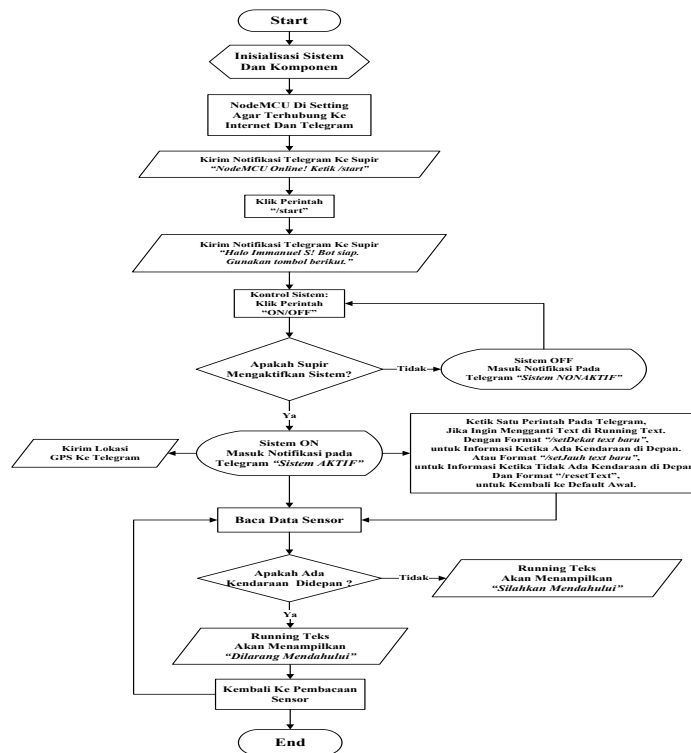 Start
Inisialisasi Sistem
Dan Komponen
NodeMCU Di Setting
Agar Terhubung Ke
Internet Dan Telegram
Kirim Notifikasi Telegram Ke Supir
“NodeMCU Online! Ketik /start”
Klik Perintah
“/start”
Kirim Notifikasi Telegram Ke Supir
“Halo Immanuel S! Bot siap.
Gunakan tombol berikut.”
Kontrol Sistem:
Klik Perintah
“ON/OFF”
Apakah Supir
Mengaktifkan Sistem?
Tidak
Sistem OFF
Masuk Notifikasi Pada
Telegram “Sistem NONAKTIF”
Ya
Kirim Lokasi
GPS Ke Telegram
Sistem ON
Masuk Notifikasi pada
Telegram “Sistem AKTIF”
Ketik Satu Perintah Pada Telegram,
Jika Ingin Mengganti Text di Running Text.
Dengan Format “/setDekat text baru”,
untuk Informasi Ketika Ada Kendaraan di Depan.
Atau Format “/setJauh text baru”,
untuk Informasi Ketika Tidak Ada Kendaraan di Depan
Dan Format “/resetText”,
untuk Kembali ke Default Awal.
Baca Data Sensor
Apakah Ada
Kendaraan Didepan ?
Tidak
Running Teks
Akan Menampilkan
“Silahkan Mendahului”
Ya
Running Teks
Akan Menampilkan
“Dilarang Mendahului”
Kembali Ke Pembacaan
Sensor
End